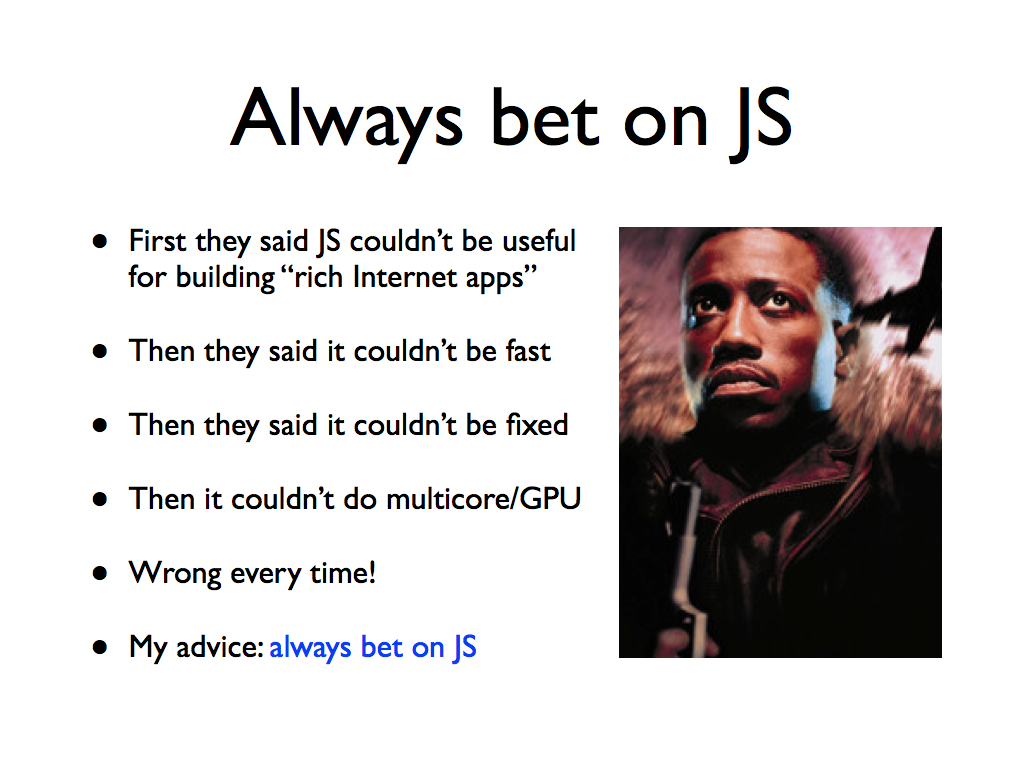 Always bet on JS
• First they said JS couldn’t be useful
for building “rich Internet apps”
• Then they said it couldn’t be fast
• Then they said it couldn’t be fixed
• Then it couldn’t do multicore/GPU
• Wrong every time!
• My advice: always bet on JS